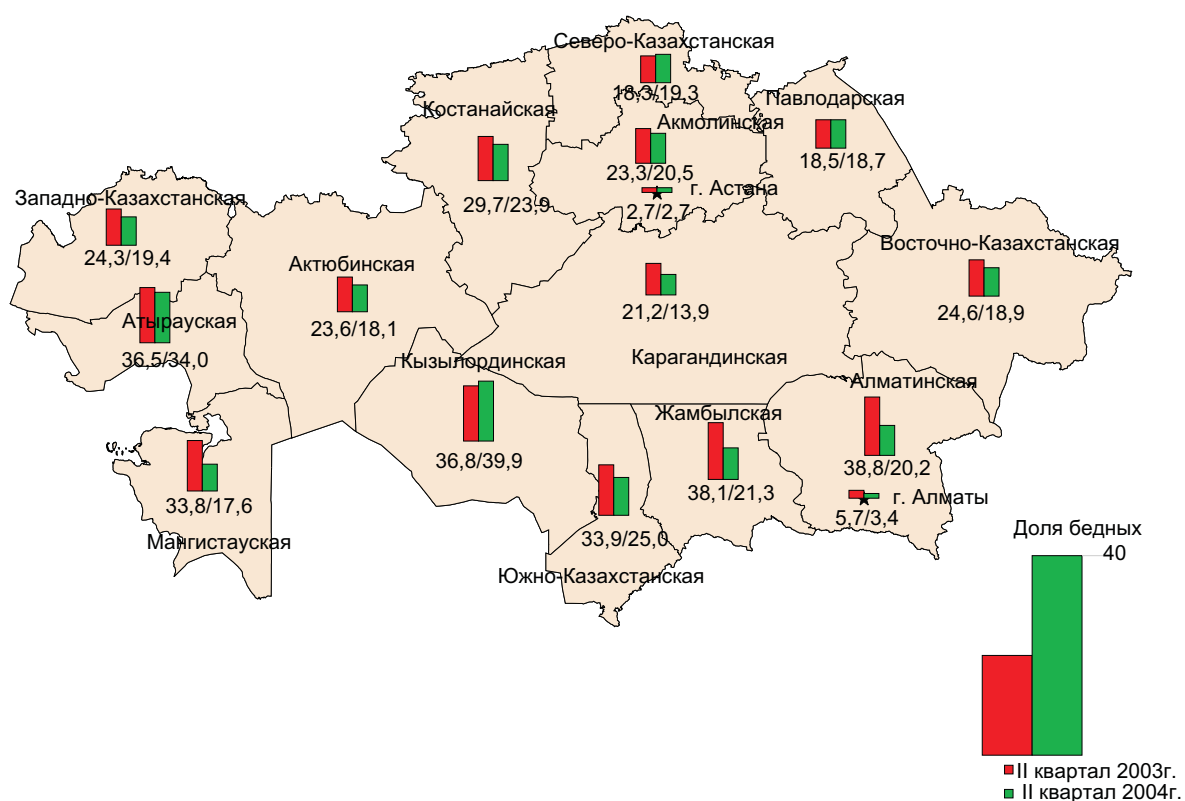 Северо-Казахстанская
18,3/19,3
Павлодарская
18,5/18,7
Костанайская
29,7/23,9
Акмолинская
23,3/20,5
г. Астана
2,7/2,7
Западно-Казахстанская
24,3/19,4
Актюбинская
23,6/18,1
Восточно-Казахстанская
24,6/18,9
21,2/13,9
Карагандинская
Атырауская
36,5/34,0
Кызылординская
36,8/39,9
Жамбылская
38,1/21,3
Алматинская
38,8/20,2
г. Алматы
5,7/3,4
33,8/17,6
Мангистауская
33,9/25,0
Южно-Казахстанская
Доля бедных
40
II квартал 2003г.
II квартал 2004г.